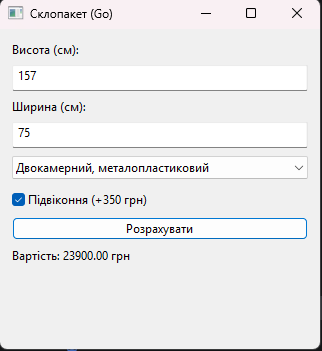 Склопакет (Go)
Висота (см):
157
Ширина (см):
75
Двокамерний, металопластиковий
Підвіконня (+350 грн)
Розрахувати
Вартість: 23900.00 грн